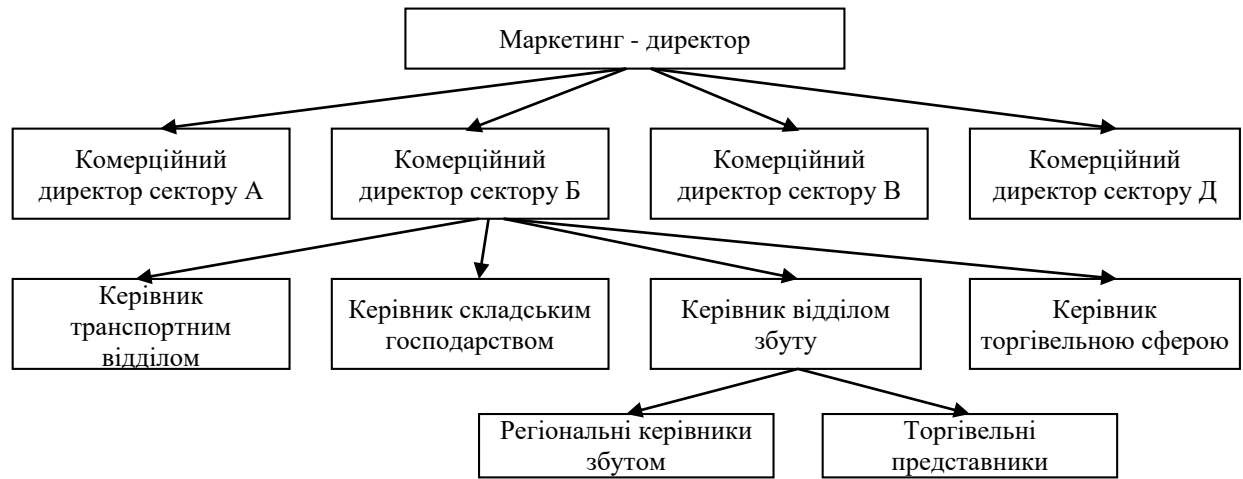 Маркетинг - директор
Комерційний
директор сектору А
Комерційний
директор сектору Б
Комерційний
директор сектору В
Комерційний
директор сектору Д
Керівник
транспортним
відділом
Керівник складським
господарством
Керівник відділом
збуту
Керівник
торгівельною сферою
Регіональні керівники
збутом
Торгівельні
представники